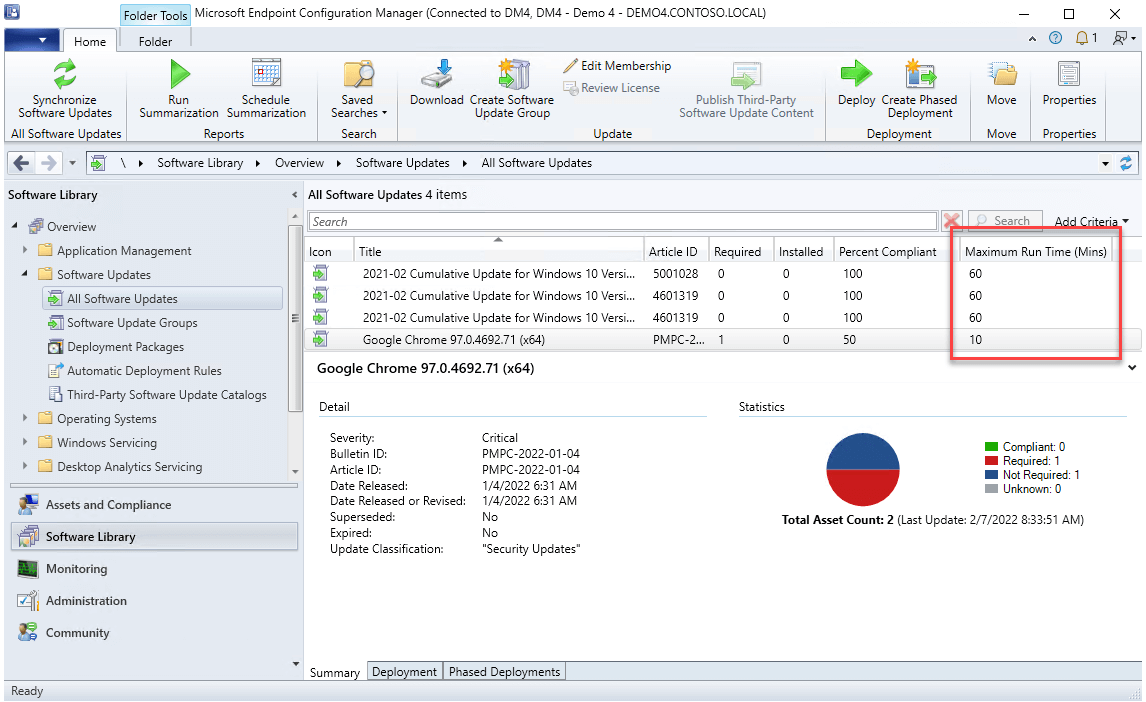 Folder Tools
Microsoft Endpoint Configuration Manager (Connected to DM4, DM4 - Demo 4 - DEMO4.CONTOSO.LOCAL)
Home
Folder
1
Synchronize
Software Updates
All Software Updates
Run
Summarization
Schedule
Summarization
Reports
Saved
Searches
Search
Download
Create Software
Update Group
Edit Membership
Review License
Publish Third-Party
Software Update Content
Update
Deploy
Create Phased
Deployment
Deployment
Move
Move
Properties
Properties
\ Software Library Overview Software Updates All Software Updates
Software Library
Overview
Application Management
Software Updates
All Software Updates
Software Update Groups
Deployment Packages
Automatic Deployment Rules
Third-Party Software Update Catalogs
Operating Systems
Windows Servicing
Desktop Analytics Servicing
Assets and Compliance
Software Library
Monitoring
Administration
Community
All Software Updates 4 items
Search
Search
Add Criteria
Icon Title Article ID Required Installed Percent Compliant Maximum Run Time (Mins)
2021-02 Cumulative Update for Windows 10 Versi... 5001028 0 0 100 60
2021-02 Cumulative Update for Windows 10 Versi... 4601319 0 0 100 60
2021-02 Cumulative Update for Windows 10 Versi... 4601319 0 0 100 60
Google Chrome 97.0.4692.71 (x64) PMPC-2... 1 0 50 10
Google Chrome 97.0.4692.71 (x64)
Detail
Severity: Critical
Bulletin ID: PMPC-2022-01-04
Article ID: PMPC-2022-01-04
Date Released: 1/4/2022 6:31 AM
Date Released or Revised: 1/4/2022 6:31 AM
Superseded: No
Expired: No
Update Classification: "Security Updates"
Statistics
Compliant: 0
Required: 1
Not Required: 1
Unknown: 0
Total Asset Count: 2 (Last Update: 2/7/2022 8:33:51 AM)
Summary
Deployment
Phased Deployments
Ready